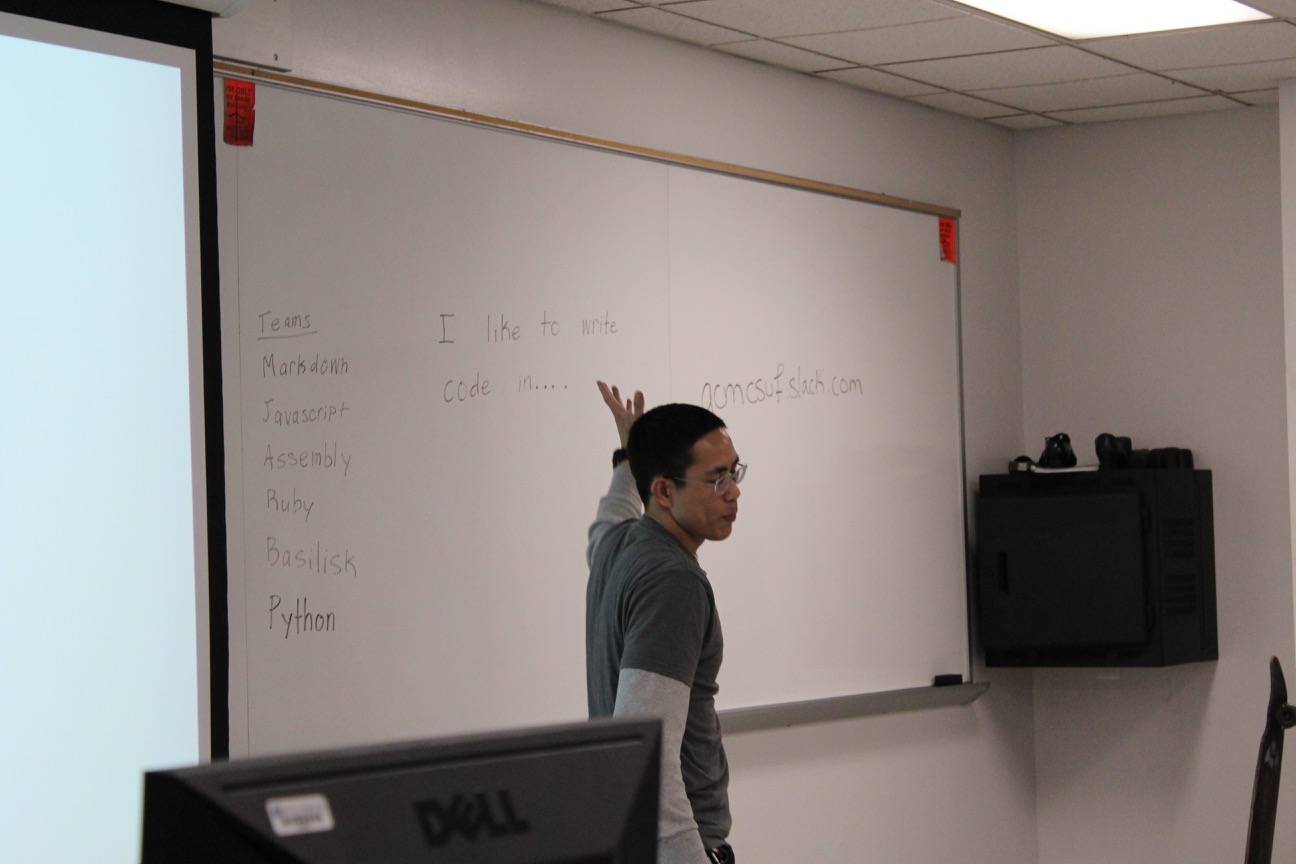 Teams
Markdown
Javascript
Assembly
Ruby
Basilisk
Python
I like to write
code in....
acmcsuf.slack.com
DELL